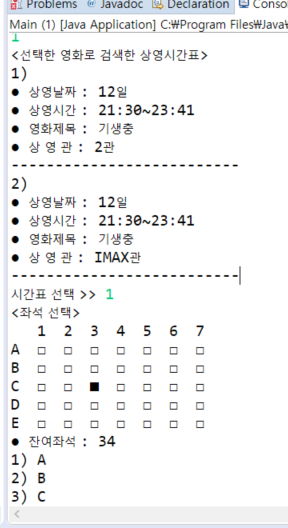 Problems @ Javadoc Declaration Consol
Main (1) [Java Application] C:₩Program Files₩Java₩
1
<선택한 영화로 검색한 상영시간표>
1)
● 상영날짜 : 12일
● 상영시간 : 21:30~23:41
● 영화제목 : 기생충
● 상 영 관 : 2관
--------------------------
2)
● 상영날짜 : 12일
● 상영시간 : 21:30~23:41
● 영화제목 : 기생충
● 상 영 관 : IMAX관
--------------------------
시간표 선택 >> 1
<좌석 선택>
1 2 3 4 5 6 7
A □ □ □ □ □ □ □
B □ □ □ □ □ □ □
C □ □ ■ □ □ □ □
D □ □ □ □ □ □ □
E □ □ □ □ □ □ □
● 잔여좌석 : 34
1) A
2) B
3) C